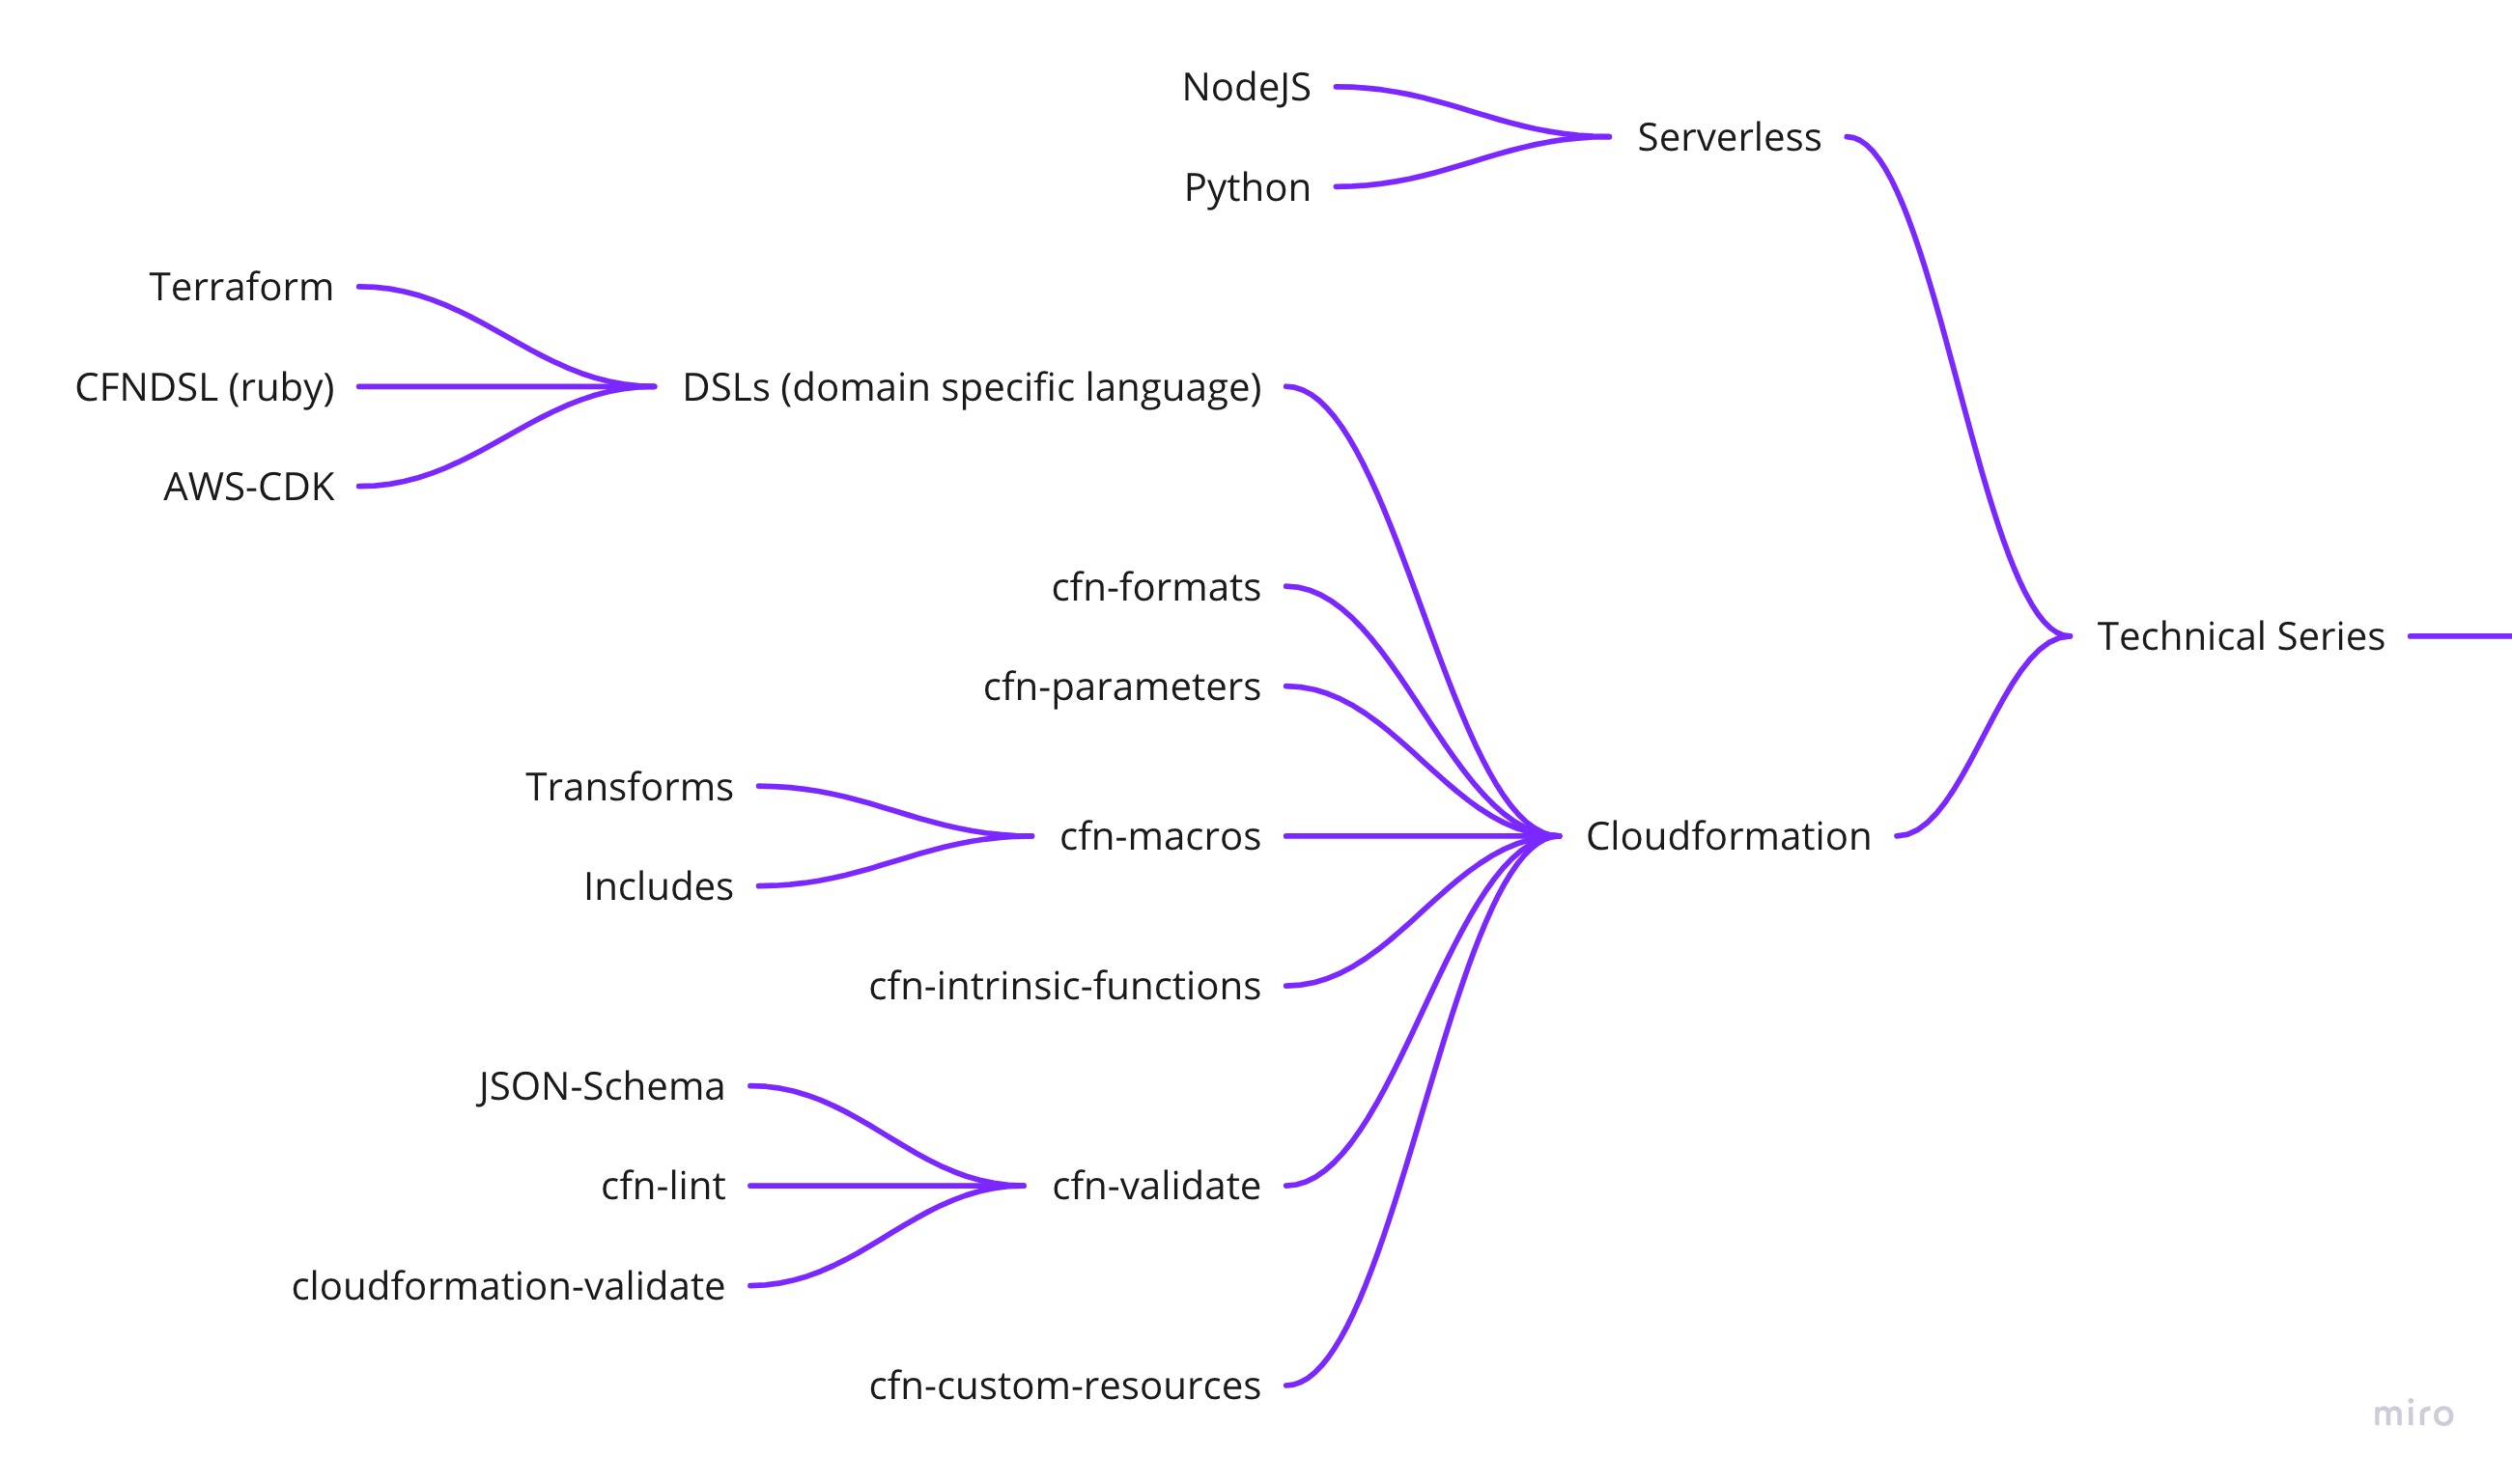 NodeJS
Serverless
Python
Terraform
CFNDSL (ruby)
DSLs (domain specific language)
AWS-CDK
cfn-formats
Technical Series
cfn-parameters
Transforms
cfn-macros
Cloudformation
Includes
cfn-intrinsic-functions
JSON-Schema
cfn-lint
cfn-validate
cloudformation-validate
cfn-custom-resources
miro